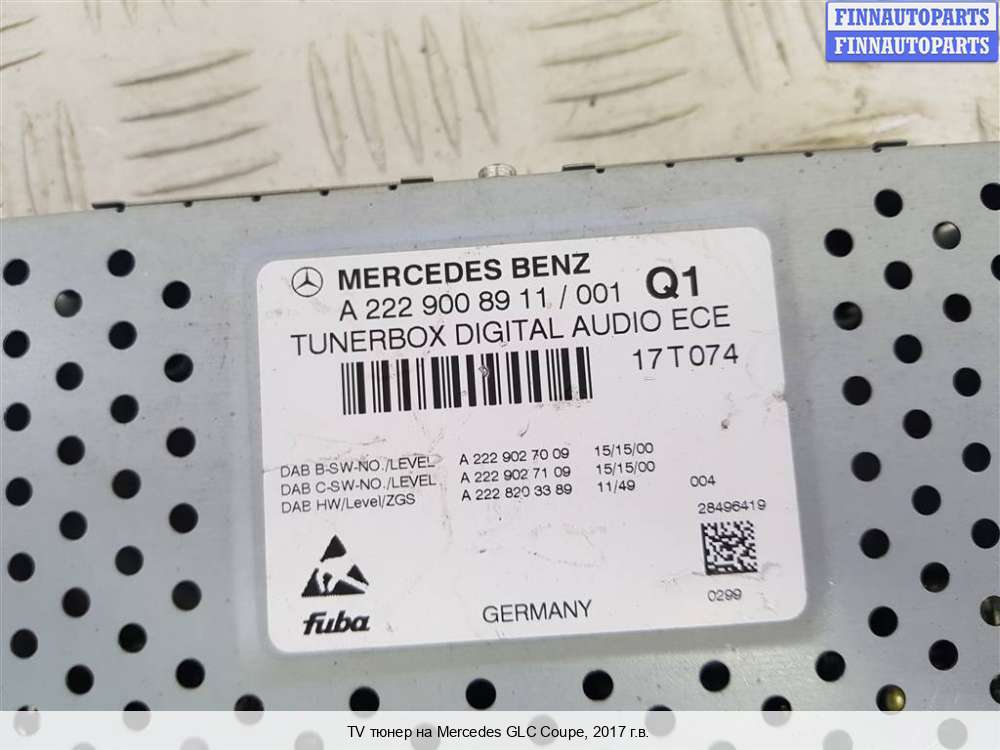 FINNAUTOPARTS
FINNAUTOPARTS
MERCEDES BENZ
A 222 900 89 11 / 001 Q1
TUNERBOX DIGITAL AUDIO ECE
17T074
DAB B-SW-NO./LEVEL A 222 902 70 09 15/15/00
DAB C-SW-NO./LEVEL A 222 902 71 09 15/15/00
DAB HW/Level/ZGS A 222 820 33 89 11/49 004
28496419
0299
fuba
GERMANY
TV тюнер на Mercedes GLC Coupe, 2017 г.в.